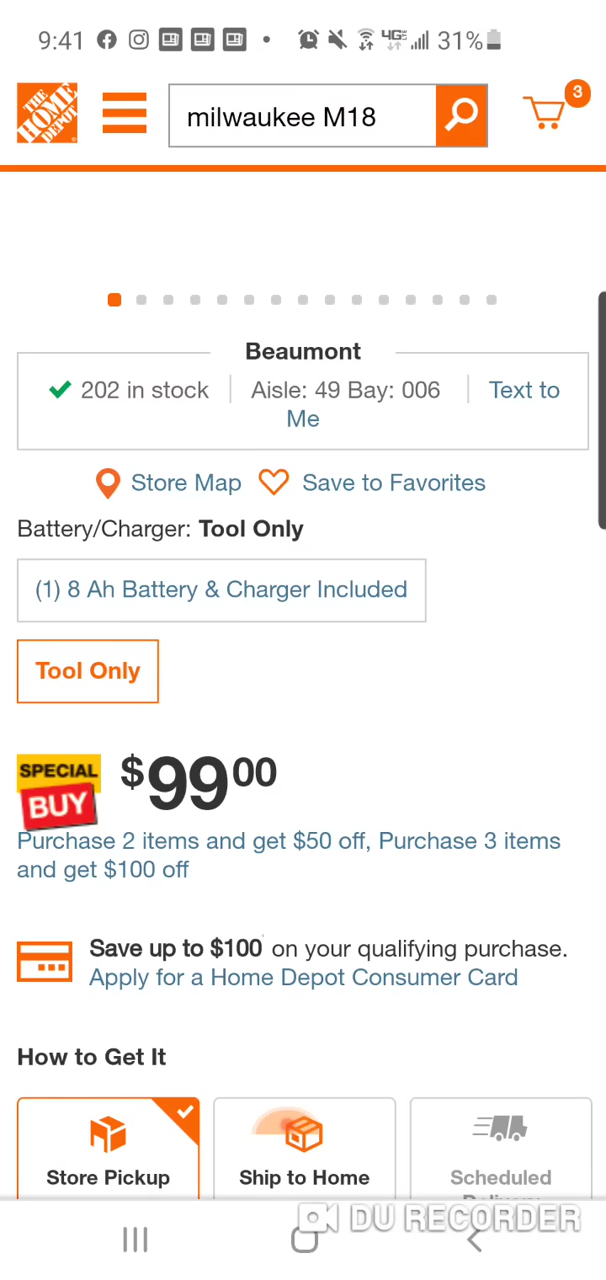 9:41 4GE 31%
THE HOME DEPOT milwaukee M18 3
Beaumont
202 in stock Aisle: 49 Bay: 006 Text to
Me
Store Map Save to Favorites
Battery/Charger: Tool Only
(1) 8 Ah Battery & Charger Included
Tool Only
SPECIAL
BUY $9900
Purchase 2 items and get $50 off, Purchase 3 items
and get $100 off
Save up to $100 on your qualifying purchase.
Apply for a Home Depot Consumer Card
How to Get It
Store Pickup Ship to Home Scheduled
Delivery
DU RECORDER